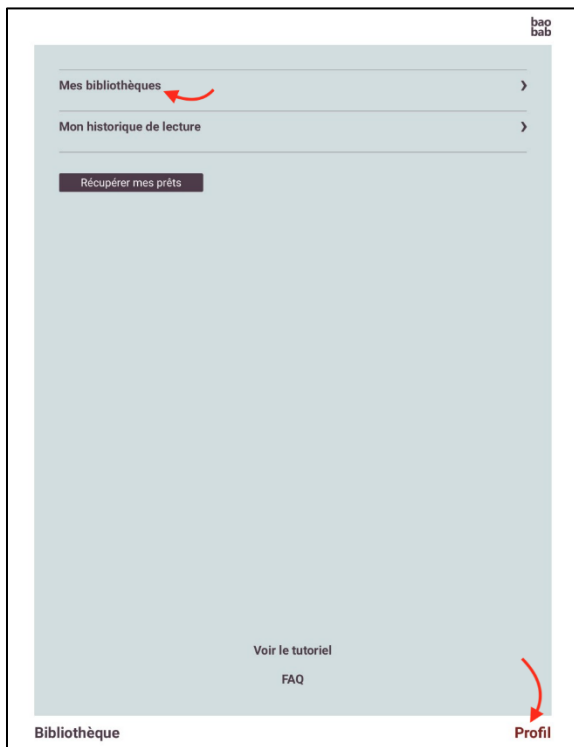 bao
bab
Mes bibliothèques
Mon historique de lecture
Récupérer mes prêts
Voir le tutoriel
FAQ
Bibliothèque Profil